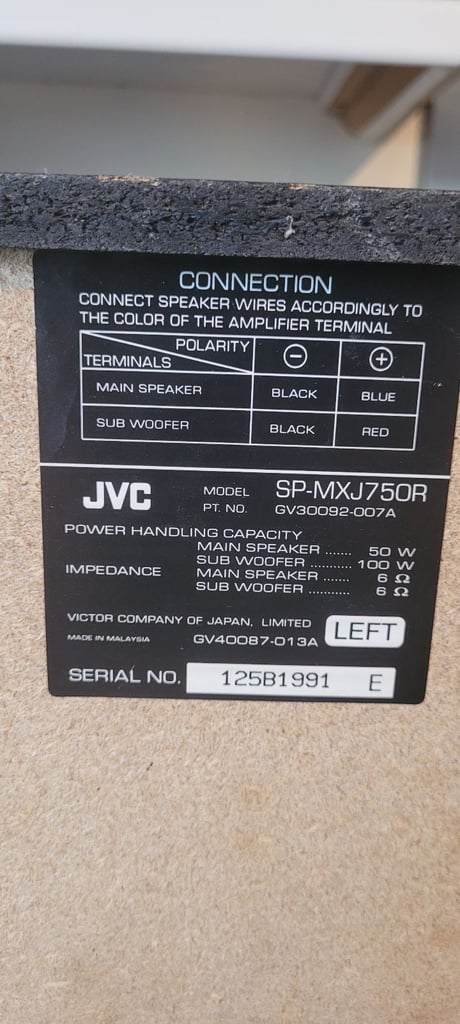 CONNECTION
CONNECT SPEAKER WIRES ACCORDINGLY TO
THE COLOR OF THE AMPLIFIER TERMINAL
POLARITY ⊖ ⊕
TERMINALS
MAIN SPEAKER BLACK BLUE
SUB WOOFER BLACK RED
JVC MODEL SP-MXJ750R
PT. NO. GV30092-007A
POWER HANDLING CAPACITY
MAIN SPEAKER ....... 50 W
SUB WOOFER ........... 100 W
IMPEDANCE MAIN SPEAKER ....... 6 Ω
SUB WOOFER ........... 6 Ω
VICTOR COMPANY OF JAPAN, LIMITED
MADE IN MALAYSIA GV40087-013A LEFT
SERIAL NO. 125B1991 E